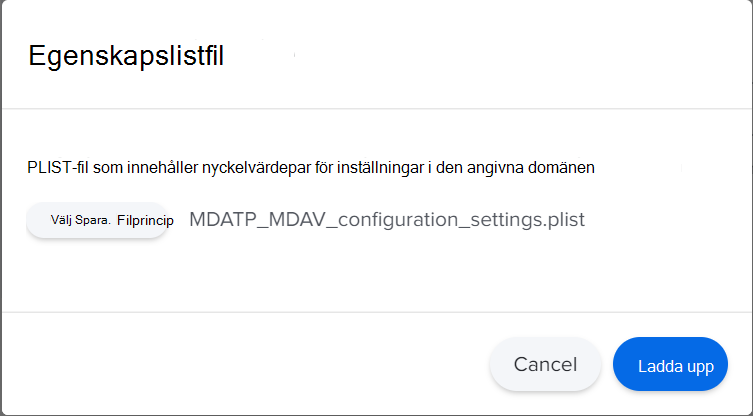 Egenskapslistfil
PLIST-fil som innehåller nyckelvärdepar för inställningar i den angivna domänen
Välj Spara. Filprincip MDATP_MDAV_configuration_settings.plist
Cancel Ladda upp